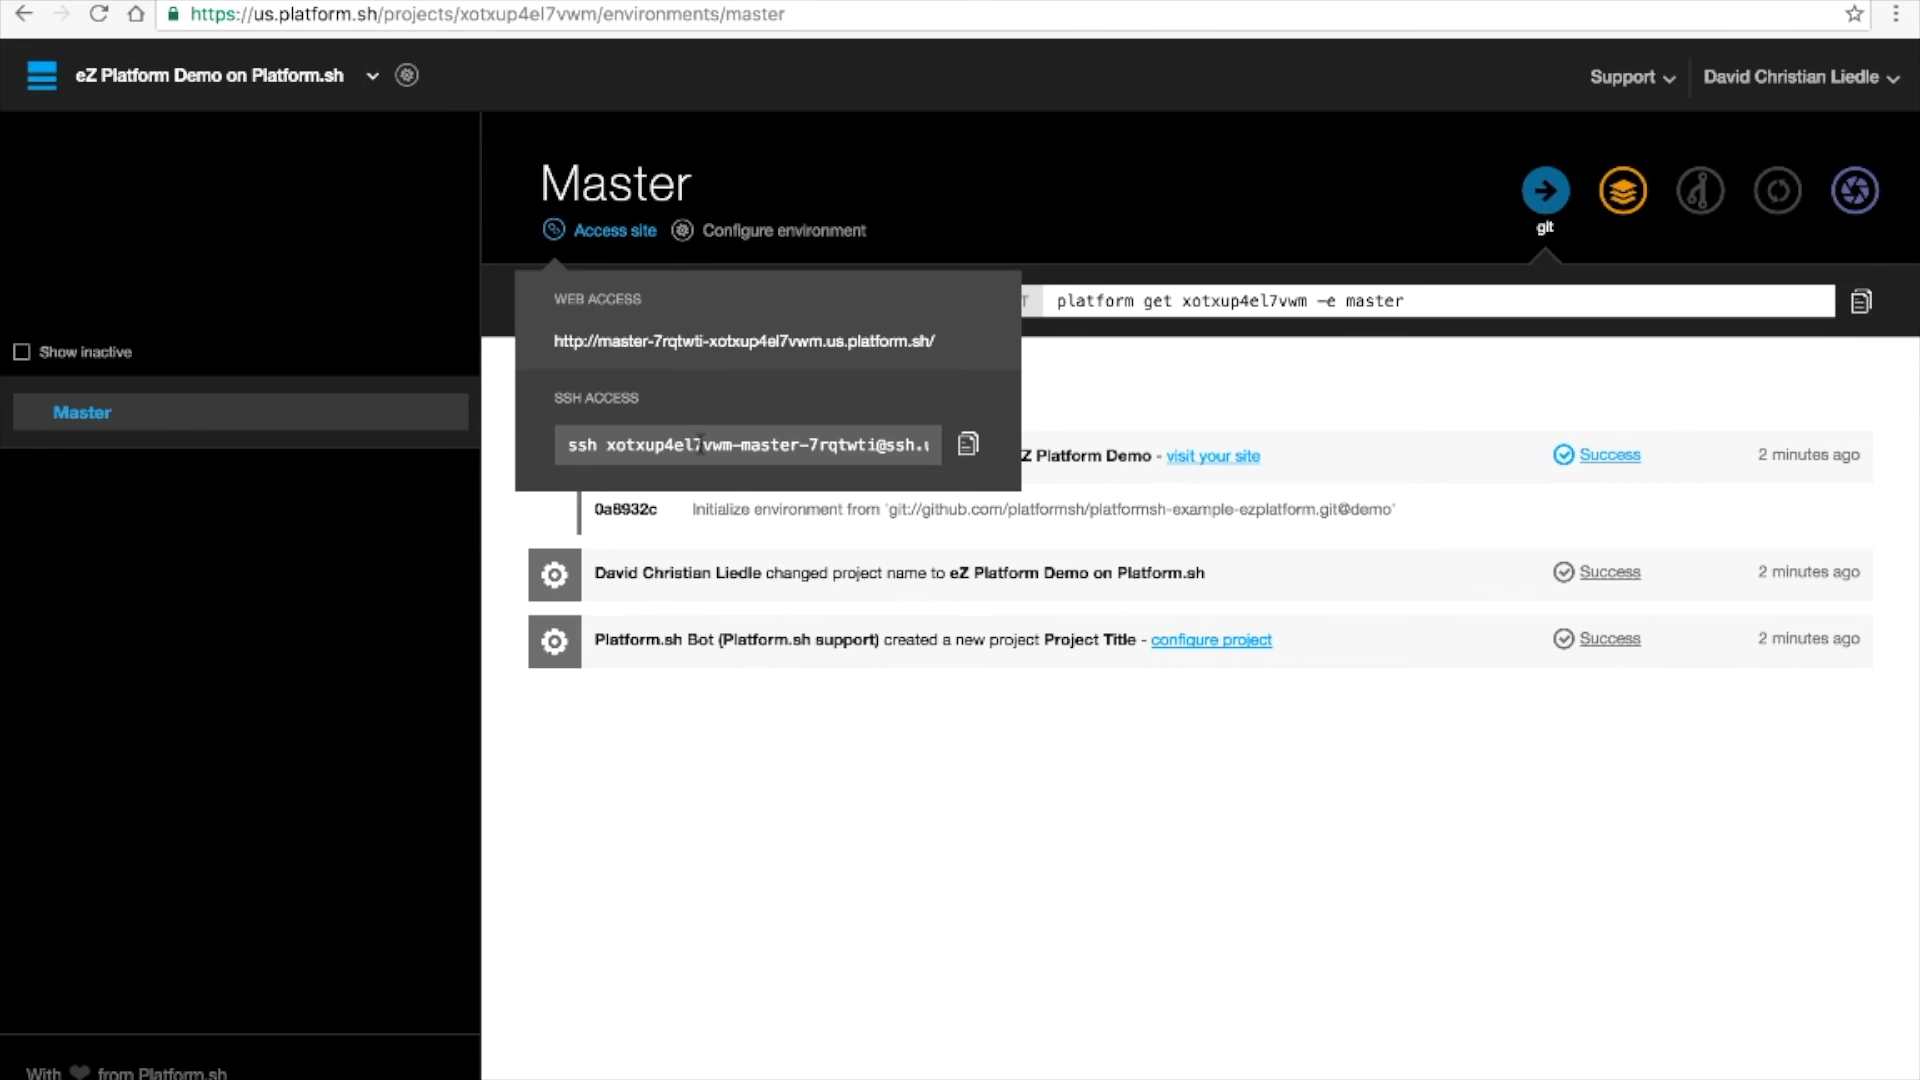 https://us.platform.sh/projects/xotxup4el7vwm/environments/master
eZ Platform Demo on Platform.sh
Support
David Christian Liedle
Master
Access site
Configure environment
git
WEB ACCESS
http://master-7rqtwti-xotxup4el7vwm.us.platform.sh/
platform get xotxup4el7vwm -e master
Show inactive
Master
SSH ACCESS
ssh xotxup4el7vwm-master-7rqtwti@ssh.
Z Platform Demo - visit your site
Success
2 minutes ago
0a8932c
Initialize environment from 'git://github.com/platformsh/platformsh-example-ezplatform.git@demo'
David Christian Liedle changed project name to eZ Platform Demo on Platform.sh
Success
2 minutes ago
Platform.sh Bot (Platform.sh support) created a new project Project Title - configure project
Success
2 minutes ago
With from Platform.sh